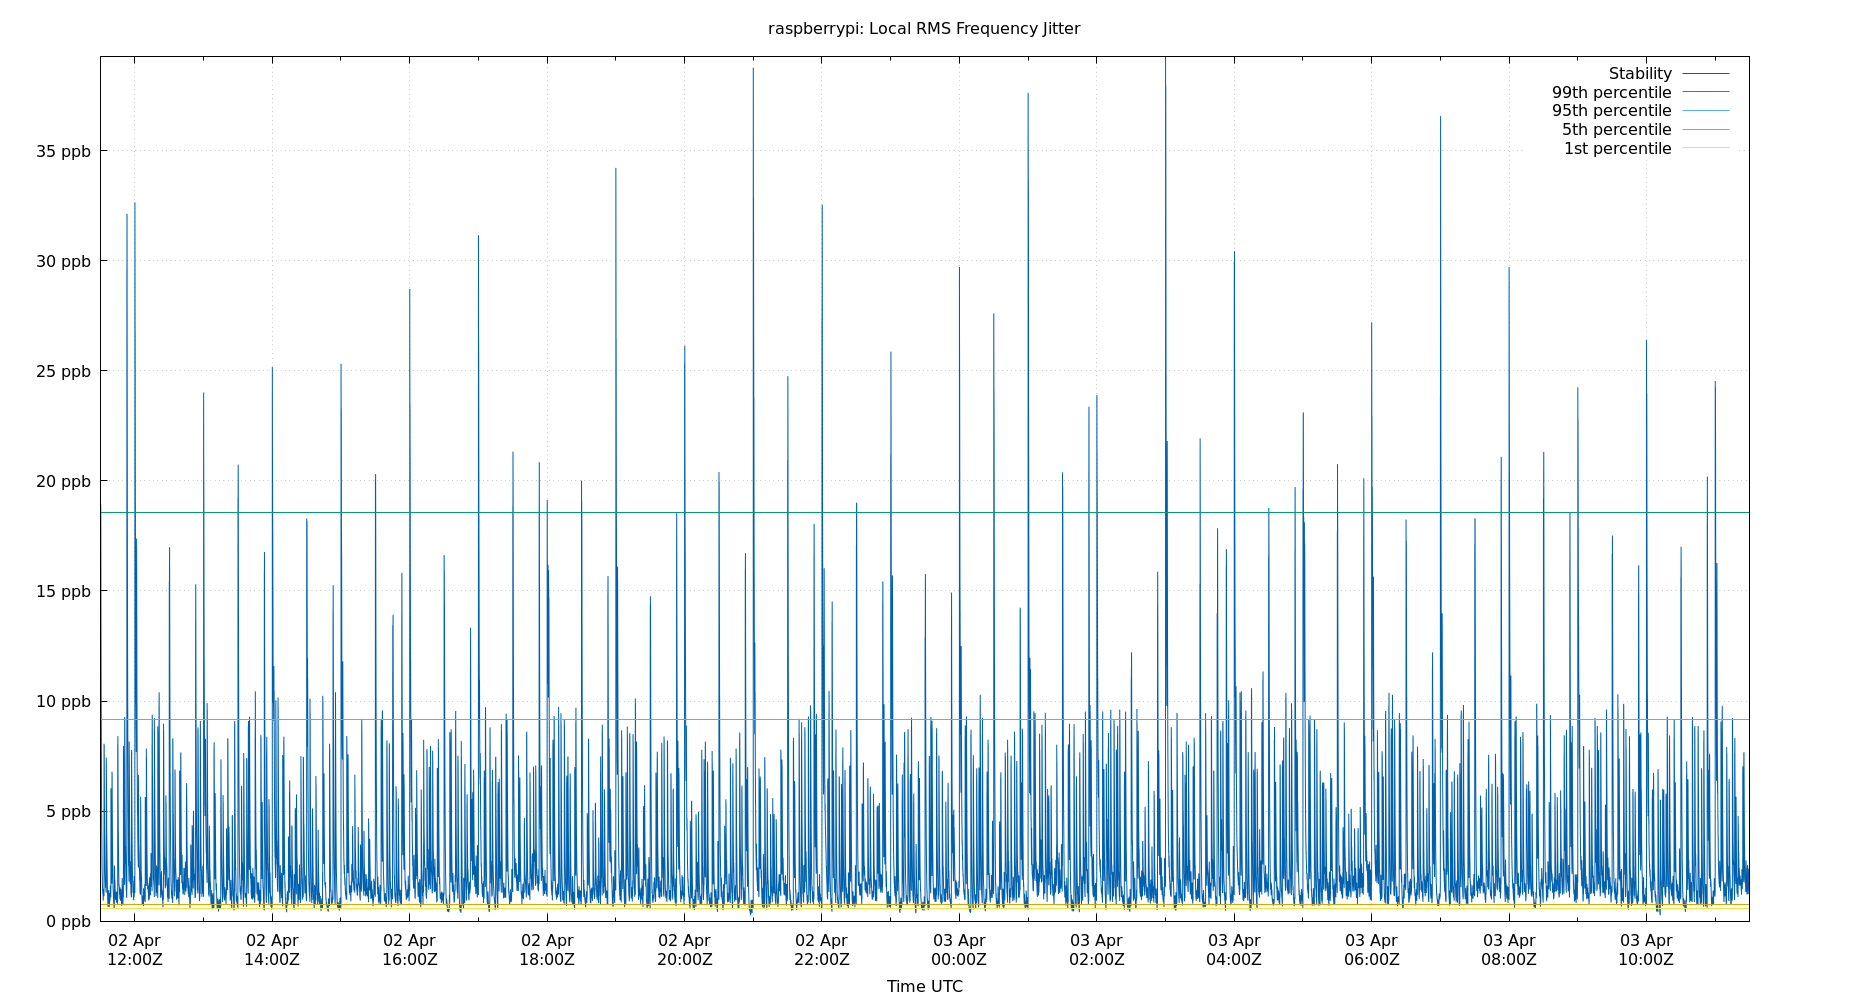 raspberrypi: Local RMS Frequency Jitter
Stability
99th percentile
95th percentile
5th percentile
1st percentile
35 ppb
30 ppb
25 ppb
20 ppb
15 ppb
10 ppb
5 ppb
0 ppb
02 Apr 02 Apr 02 Apr 02 Apr 02 Apr 02 Apr 03 Apr 03 Apr 03 Apr 03 Apr 03 Apr 03 Apr
12:00Z 14:00Z 16:00Z 18:00Z 20:00Z 22:00Z 00:00Z 02:00Z 04:00Z 06:00Z 08:00Z 10:00Z
Time UTC